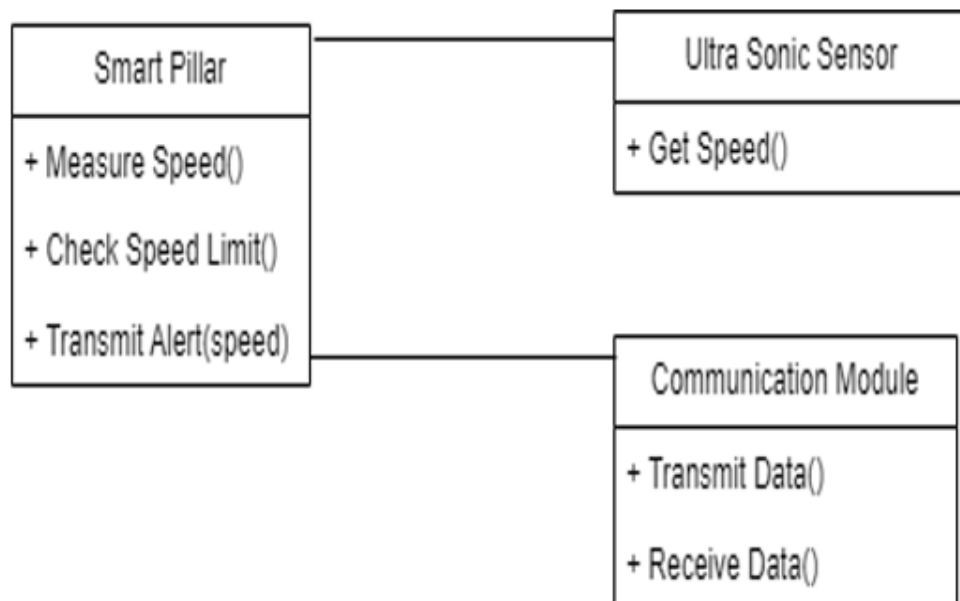 Smart Pillar
+ Measure Speed()
+ Check Speed Limit()
+ Transmit Alert(speed)
Ultra Sonic Sensor
+ Get Speed()
Communication Module
+ Transmit Data()
+ Receive Data()